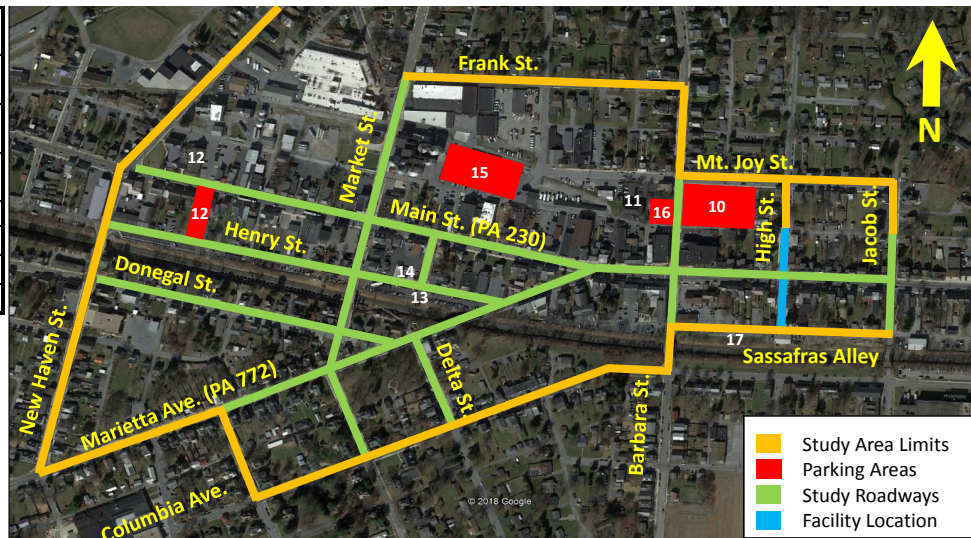 Frank St.
N
Market St.
12
15
Mt. Joy St.
11
16
10
High St.
Jacob St.
12
Main St. (PA 230)
Henry St.
14
13
Donegal St.
New Haven St.
17
Sassafras Alley
Delta St.
Marietta Ave. (PA 772)
Barbara St.
Columbia Ave.
© 2018 Google
Study Area Limits
Parking Areas
Study Roadways
Facility Location